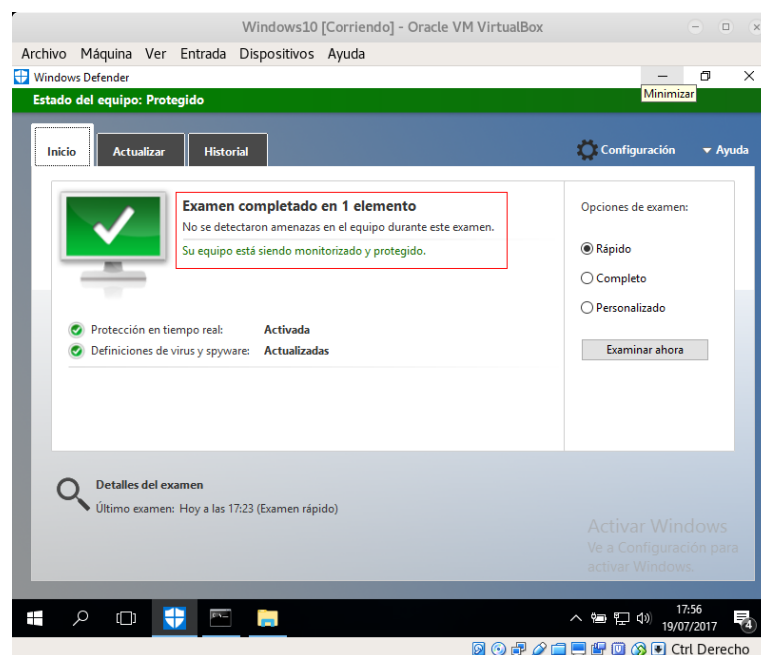 Windows10 [Corriendo] - Oracle VM VirtualBox
Archivo Máquina Ver Entrada Dispositivos Ayuda
Windows Defender
Minimizar
Estado del equipo: Protegido
Inicio Actualizar Historial Configuración Ayuda
Examen completado en 1 elemento
No se detectaron amenazas en el equipo durante este examen.
Su equipo está siendo monitorizado y protegido.
Protección en tiempo real: Activada
Definiciones de virus y spyware: Actualizadas
Opciones de examen:
Rápido
Completo
Personalizado
Examinar ahora
Detalles del examen
Último examen: Hoy a las 17:23 (Examen rápido)
Activar Windows
Ve a Configuración para
activar Windows.
17:56
19/07/2017
4
Ctrl Derecho